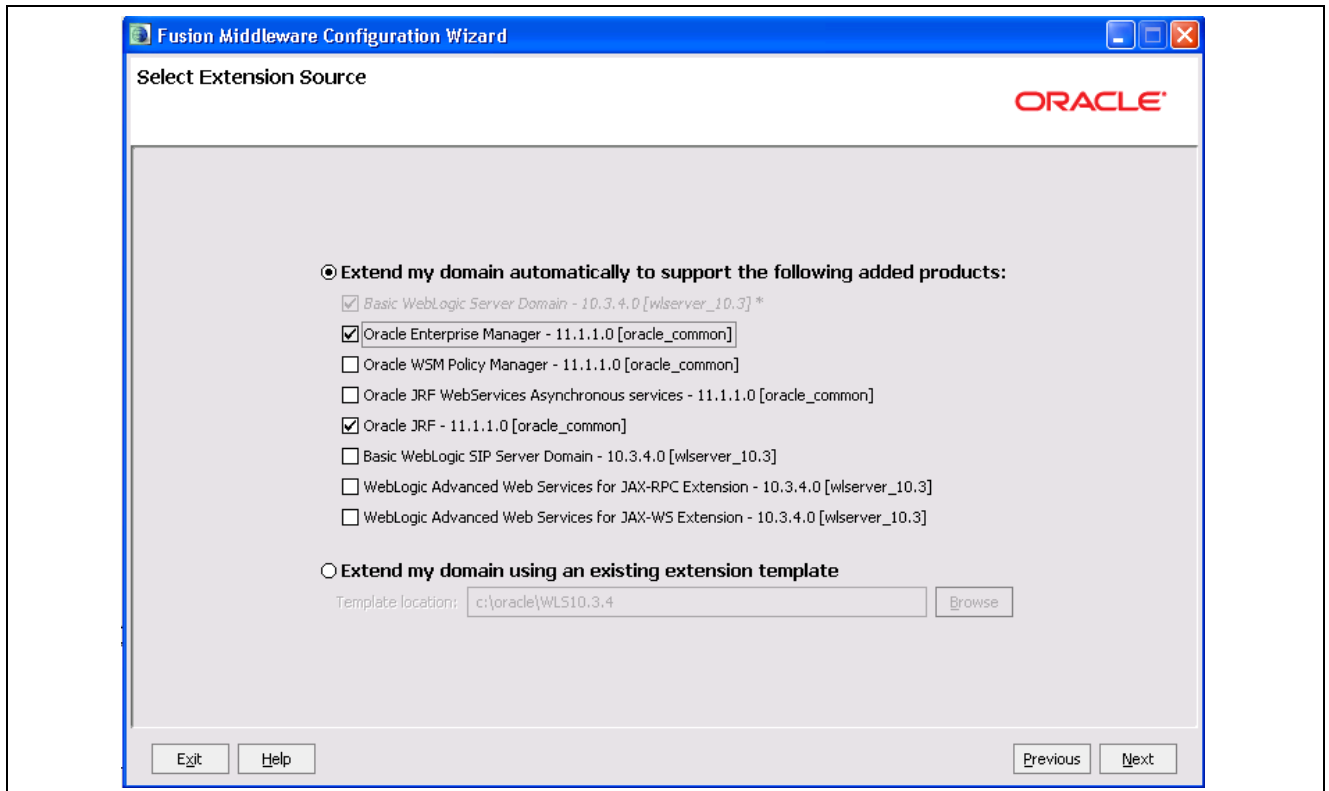 Fusion Middleware Configuration Wizard
Select Extension Source
ORACLE
Extend my domain automatically to support the following added products:
Basic WebLogic Server Domain - 10.3.4.0 [wlserver_10.3] *
Oracle Enterprise Manager - 11.1.1.0 [oracle_common]
Oracle WSM Policy Manager - 11.1.1.0 [oracle_common]
Oracle JRF WebServices Asynchronous services - 11.1.1.0 [oracle_common]
Oracle JRF - 11.1.1.0 [oracle_common]
Basic WebLogic SIP Server Domain - 10.3.4.0 [wlserver_10.3]
WebLogic Advanced Web Services for JAX-RPC Extension - 10.3.4.0 [wlserver_10.3]
WebLogic Advanced Web Services for JAX-WS Extension - 10.3.4.0 [wlserver_10.3]
Extend my domain using an existing extension template
Template location: c:\oracle\WLS10.3.4 Browse
Exit Help Previous Next